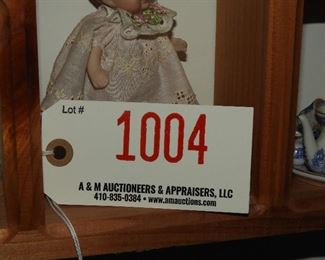 Lot #
1004
A & M AUCTIONEERS & APPRAISERS, LLC
410-835-0384 • www.amauctions.com